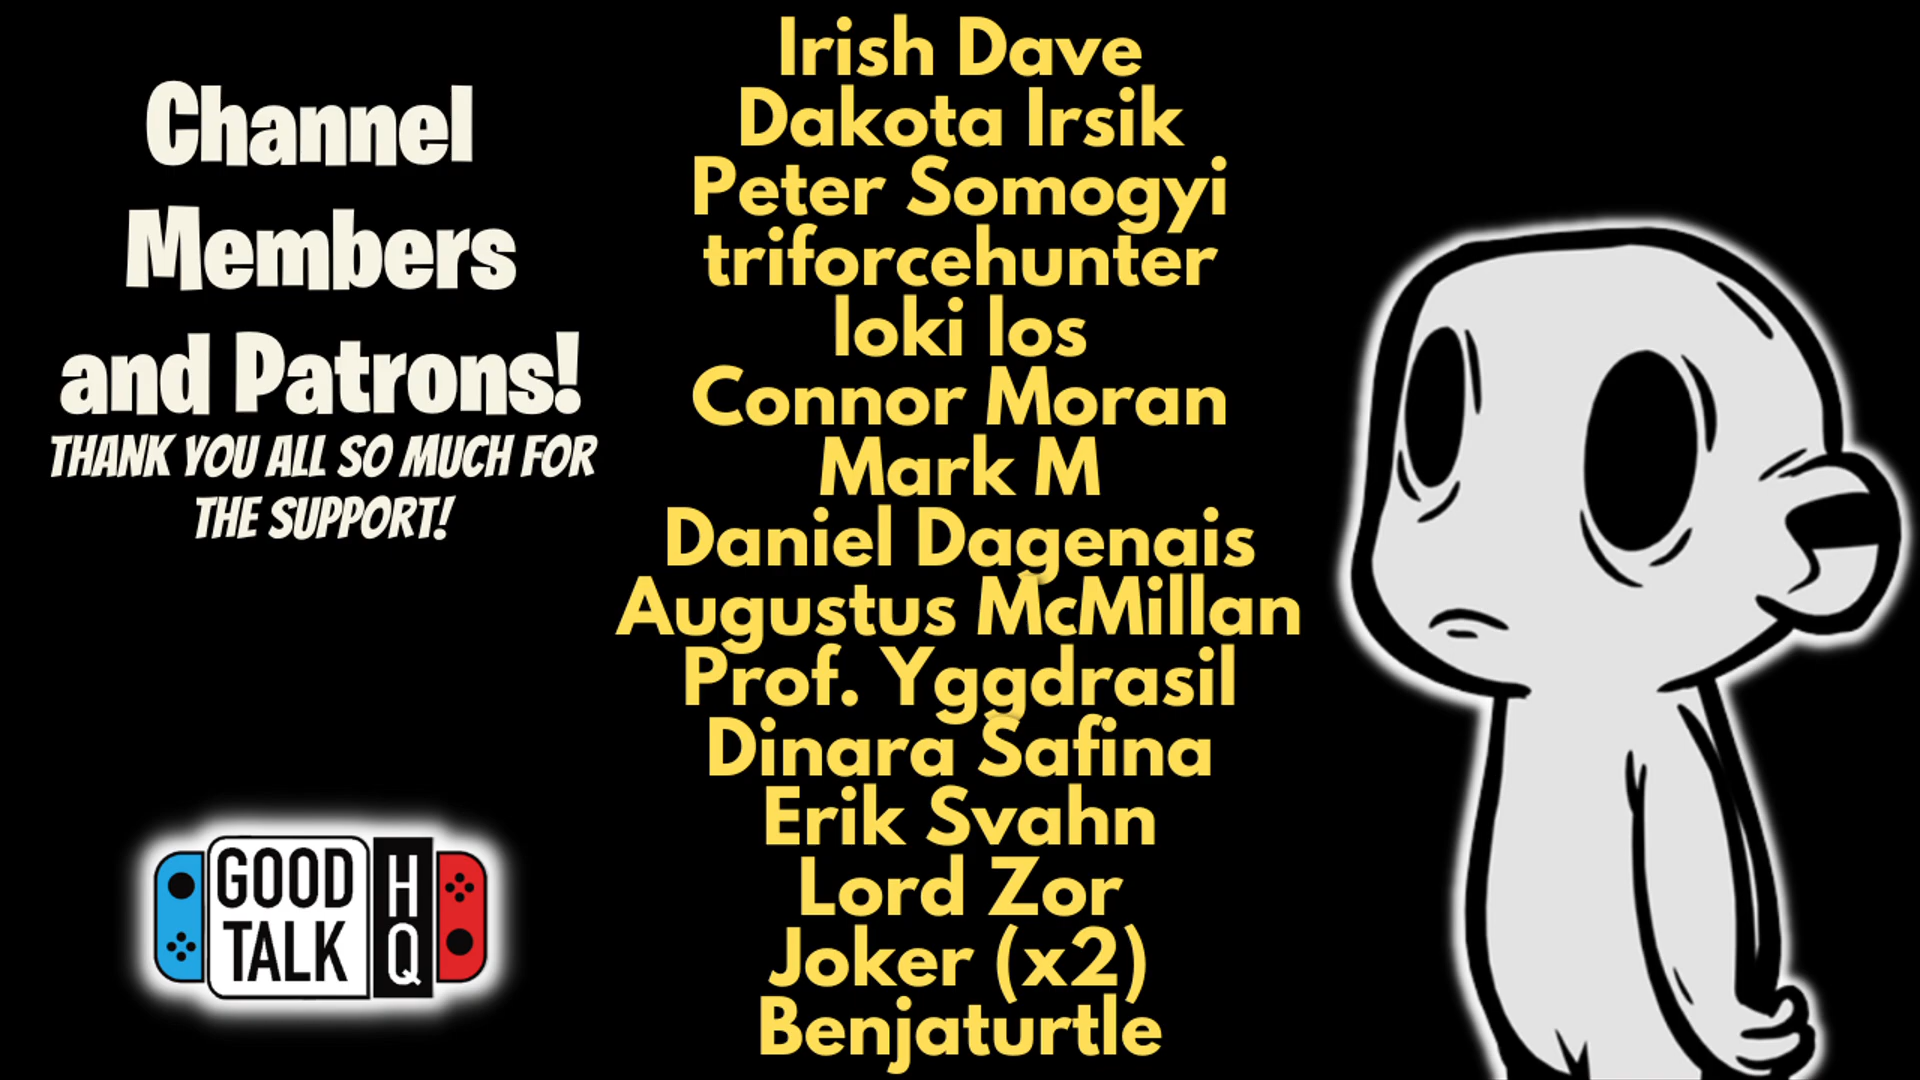 Channel
Members
and Patrons!
THANK YOU ALL SO MUCH FOR
THE SUPPORT!
Irish Dave
Dakota Irsik
Peter Somogyi
triforcehunter
loki los
Connor Moran
Mark M
Daniel Dagenais
Augustus McMillan
Prof. Yggdrasil
Dinara Safina
Erik Svahn
Lord Zor
Joker (x2)
Benjaturtle
GOOD
TALK
HQ